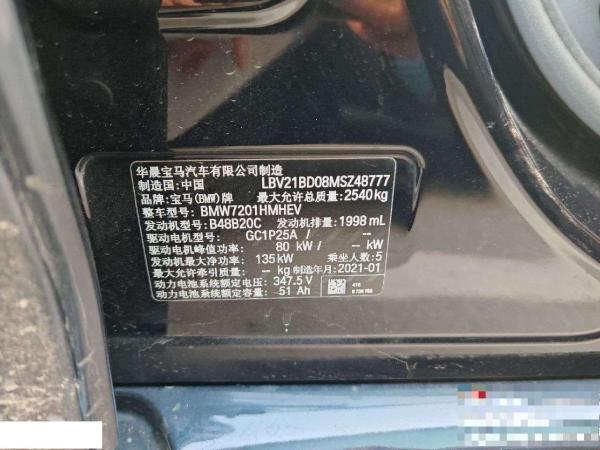 华晨宝马汽车有限公司制造
制造国:中国 LBV21BD08MSZ48777
品牌:宝马(BMW)牌 最大允许总质量:2540kg
整车型号:BMW7201HMHEV
发动机型号:B48B20C 发动机排量:1998 mL
驱动电机型号: GC1P25A / --
驱动电机峰值功率: 80 kW/ -- kW
发动机最大净功率: 135kW 乘坐人数:5
最大允许牵引质量: -- kg 制造年月:2021-01
动力电池系统额定电压: 347.5 V
动力电池系统额定容量: 51 Ah